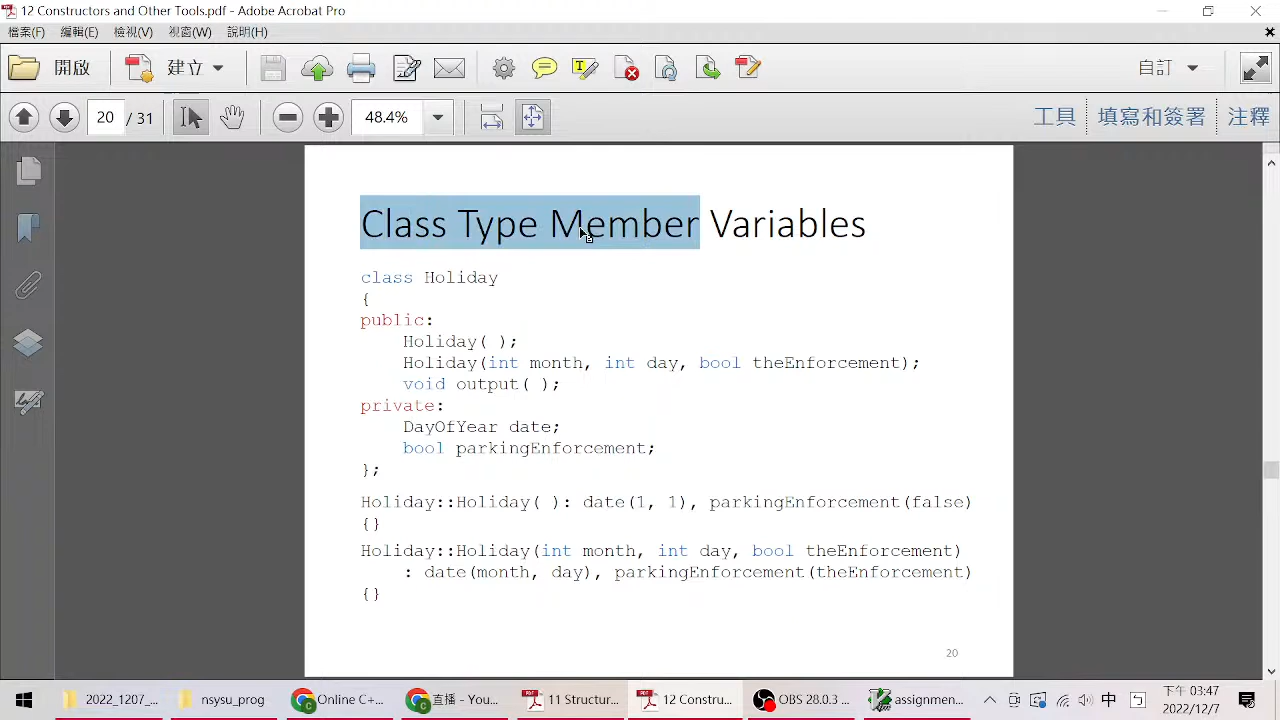 12 Constructors and Other Tools.pdf - Adobe Acrobat Pro
檔案(F) 編輯(E) 檢視(V) 視窗(W) 說明(H)
開啟 建立 自訂
20 / 31 48.4% 工具 填寫和簽署 注釋
Class Type Member Variables
class Holiday
{
public:
Holiday( );
Holiday(int month, int day, bool theEnforcement);
void output( );
private:
DayOfYear date;
bool parkingEnforcement;
};
Holiday::Holiday( ): date(1, 1), parkingEnforcement(false)
{}
Holiday::Holiday(int month, int day, bool theEnforcement)
: date(month, day), parkingEnforcement(theEnforcement)
{}
20
2022_1207_... nsysu_prog Online C+... 直播 - You... 11 Structur... 12 Constru... OBS 28.0.3 ... assignmen... 中 下午 03:47
2022/12/7